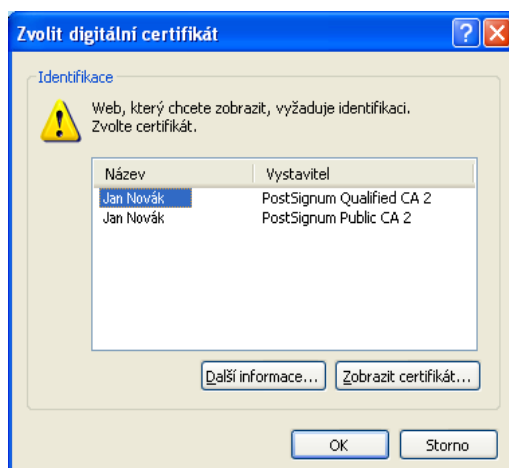 Zvolit digitální certifikát
Identifikace
Web, který chcete zobrazit, vyžaduje identifikaci.
Zvolte certifikát.
Název Vystavitel
Jan Novák PostSignum Qualified CA 2
Jan Novák PostSignum Public CA 2
Další informace... Zobrazit certifikát...
OK Storno